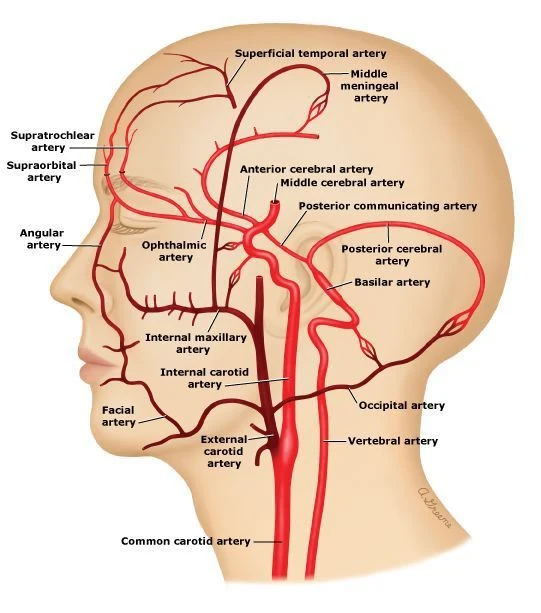 Superficial temporal artery
Middle
meningeal
artery
Supratrochlear
artery
Supraorbital
artery
Anterior cerebral artery
Middle cerebral artery
Posterior communicating artery
Angular
artery
Ophthalmic
artery
Posterior cerebral
artery
Basilar artery
Internal maxillary
artery
Internal carotid
artery
Facial
artery
Occipital artery
External
carotid
artery
Vertebral artery
A. Greene
Common carotid artery